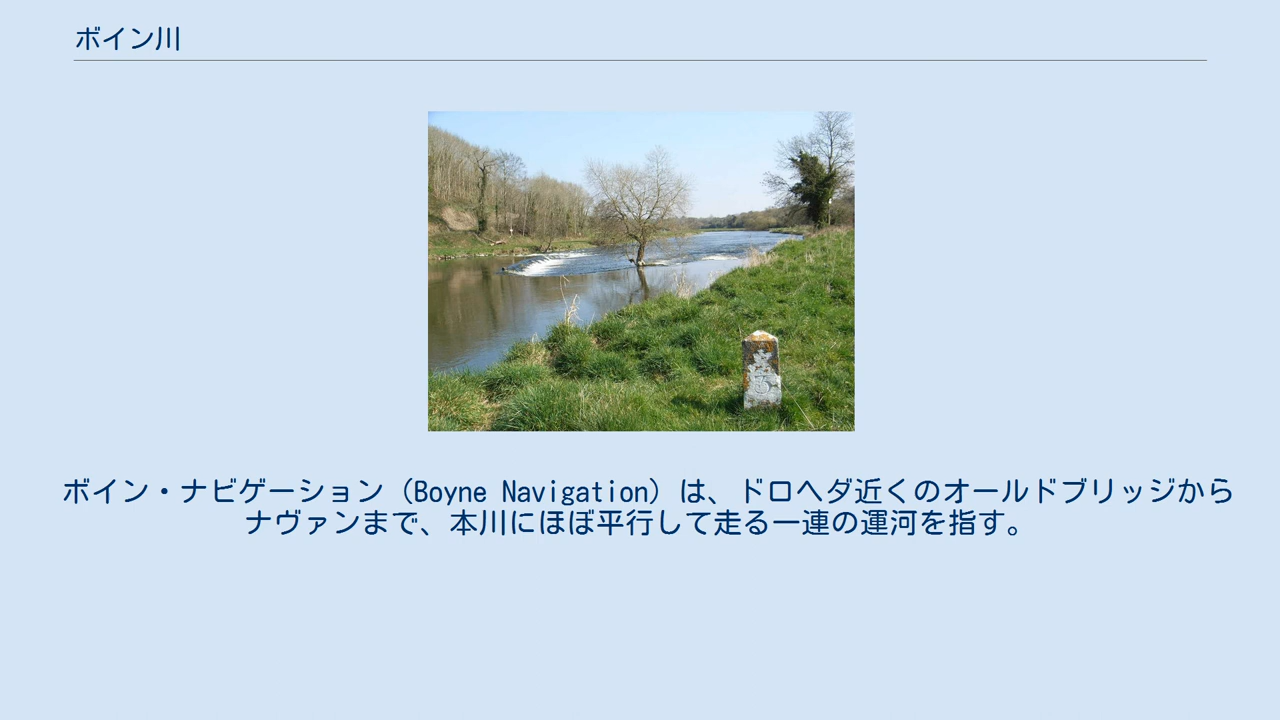 ボイン川
ボイン・ナビゲーション（Boyne Navigation）は、ドロヘダ近くのオールドブリッジから
ナヴァンまで、本川にほぼ平行して走る一連の運河を指す。